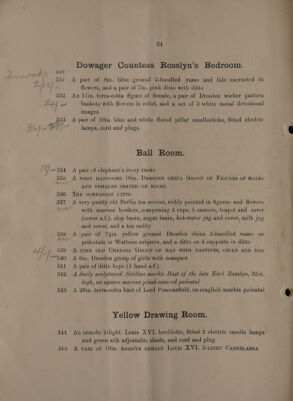 24
Dowager Countess Rosslyn's Bedroom.
LOT
331 A pair of 8in. blue ground 2-handled vases and lids encrusted in
flowers, and a pair of 7in. pink ditto with ditto
332 An 11in. terra-cotta figure of female, a pair of Dresden wicker pattern
baskets with flowers in relief, and a set of 3 white metal devotional
images
333 A pair of 10in blue and white fluted pillar candlesticks, fitted electric
lamps, cord and plugs
Ball Room.
334 A pair of elephant's ivory tusks
335 A VERY HANDSOME 18in. DRESDEN CHINA GROUP OF FIGURES OF MALES
AND FEMALES SEATED ON ROCKS
336 THE COMPANION DITTO
337 A very pretty old Berlin tea service, richly painted in figures and flowers
with maroon borders, comprising 4 cups, 5 saucers, teapot and cover
(cover a.f.), slop basin, sugar basin, hot-water jug and cover, milk jug
and cover, and a tea caddy
338 A pair of 7½in yellow ground Dresden china 2-handled vases on
pedestals in Watteau subjects, and a ditto on 4 supports in ditto
339 A FINE OLD CHELSEA GROUP OF MAN WITH BAGPIPES, CHILD AND DOG
340 A 6in. Dresden group of girls with masques
341 A pair of ditto boys (1 hand a.f.)
342 A finely sculptured Sicilian marble Bust of the late Earl Rosslyn, 32in.
high, on square maroon plush covered pedestal
343 A 28in. terra-cotta bust of Lord Beaconsfield, on scaglioli marble pedestal
Yellow Drawing Room.
344 An ormolu 2-light Louis XVI. bouillotte, fitted 2 electric candle lamps
and green silk adjustable shade, and cord and plug
345 A PAIR OF 16in. MASSIVE ORMOLU LOUIS XVI. 5-LIGHT CANDELABRA